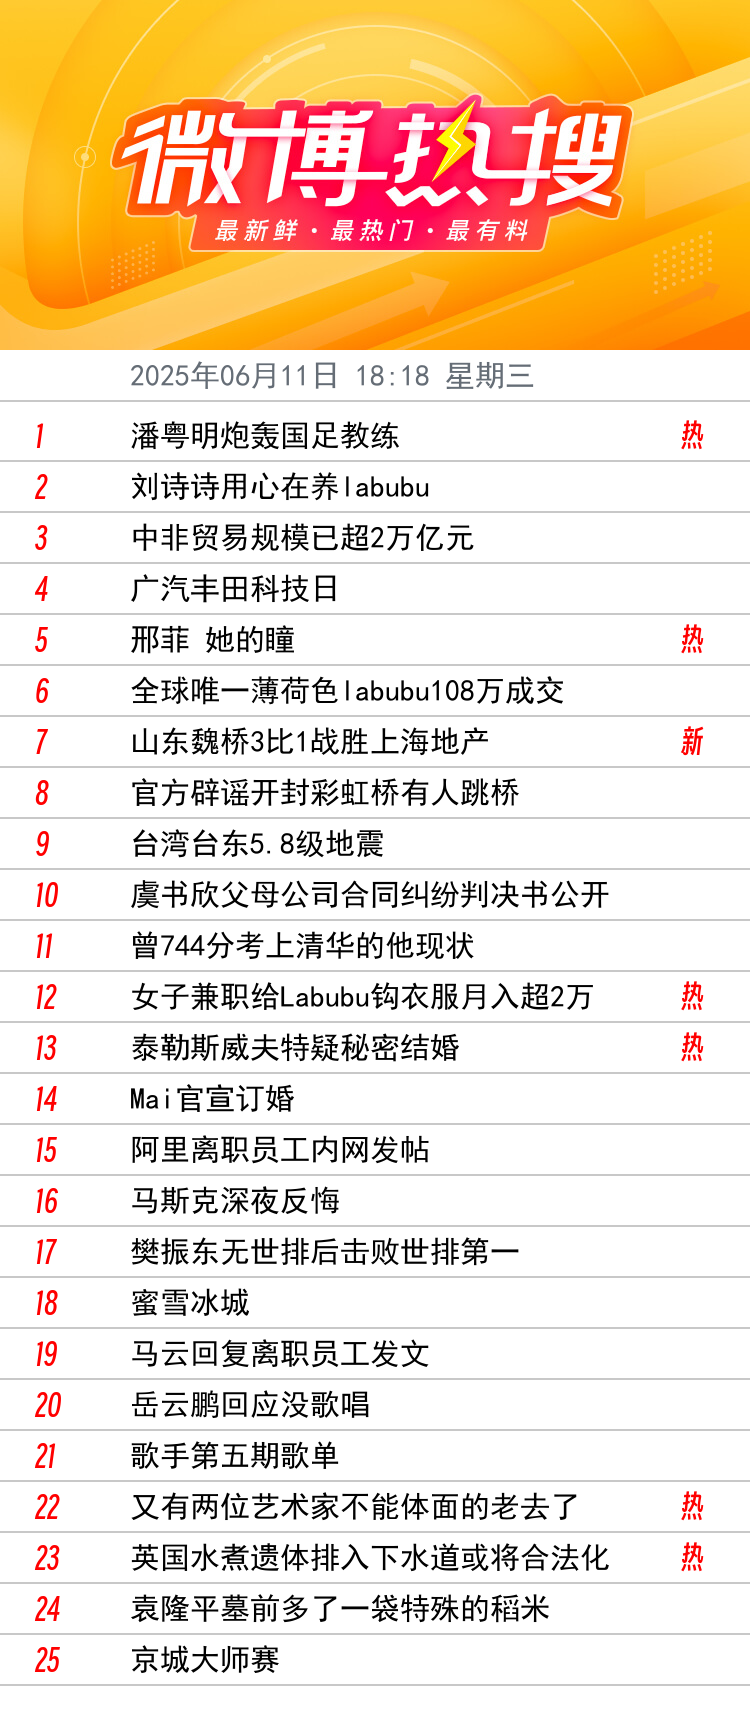 微博热搜
最新鲜·最热门·最有料
2025年06月11日 18:18 星期三
1 潘粤明炮轰国足教练 热
2 刘诗诗用心在养labubu
3 中非贸易规模已超2万亿元
4 广汽丰田科技日
5 邢菲 她的瞳 热
6 全球唯一薄荷色labubu108万成交
7 山东魏桥3比1战胜上海地产 新
8 官方辟谣开封彩虹桥有人跳桥
9 台湾台东5.8级地震
10 虞书欣父母公司合同纠纷判决书公开
11 曾744分考上清华的他现状
12 女子兼职给Labubu钩衣服月入超2万 热
13 泰勒斯威夫特疑秘密结婚 热
14 Mai官宣订婚
15 阿里离职员工内网发帖
16 马斯克深夜反悔
17 樊振东无世排后击败世排第一
18 蜜雪冰城
19 马云回复离职员工发文
20 岳云鹏回应没歌唱
21 歌手第五期歌单
22 又有两位艺术家不能体面的老去了 热
23 英国水煮遗体排入下水道或将合法化 热
24 袁隆平墓前多了一袋特殊的稻米
25 京城大师赛